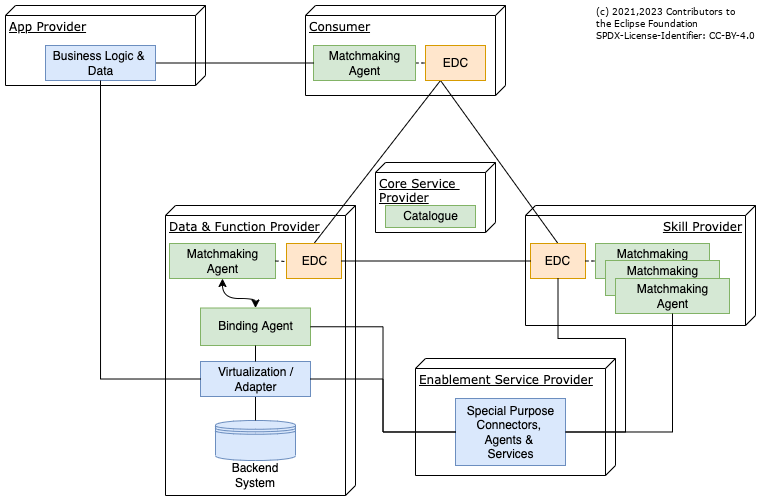 (c) 2021,2023 Contributors to
the Eclipse Foundation
SPDX-License-Identifier: CC-BY-4.0
App Provider
Business Logic &
Data
Consumer
Matchmaking
Agent
EDC
Core Service
Provider
Catalogue
Data & Function Provider
Matchmaking
Agent
EDC
Binding Agent
Virtualization /
Adapter
Backend
System
Skill Provider
EDC
Matchmaking
Matchmaking
Matchmaking
Agent
Enablement Service Provider
Special Purpose
Connectors,
Agents &
Services